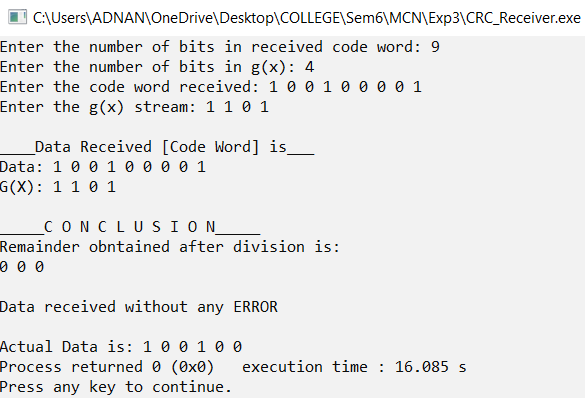 C:\Users\ADNAN\OneDrive\Desktop\COLLEGE\Sem6\MCN\Exp3\CRC_Receiver.exe
Enter the number of bits in received code word: 9
Enter the number of bits in g(x): 4
Enter the code word received: 1 0 0 1 0 0 0 0 1
Enter the g(x) stream: 1 1 0 1
____Data Received [Code Word] is___
Data: 1 0 0 1 0 0 0 0 1
G(X): 1 1 0 1
_____C O N C L U S I O N_____
Remainder obntained after division is:
0 0 0
Data received without any ERROR
Actual Data is: 1 0 0 1 0 0
Process returned 0 (0x0)   execution time : 16.085 s
Press any key to continue.